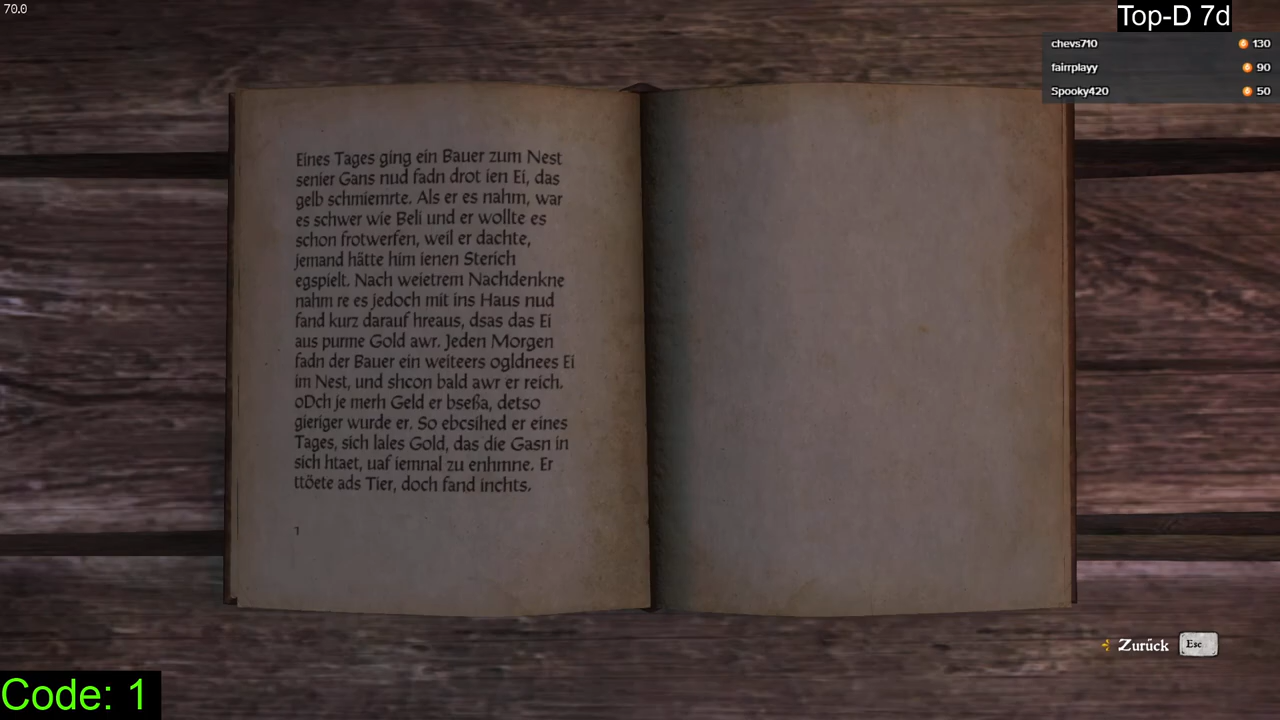 70.0
Top-D 7d
chevs710 130
fairrplayy 90
Spooky420 50
Eines Tages ging ein Bauer zum Nest
senier Gans nud fadn drot ien Ei, das
gelb schmiemrte. Als er es nahm, war
es schwer wie Beli und er wollte es
schon frotwerfen, weil er dachte,
jemand hätte him ienen Sterich
egspielt. Nach weietrem Nachdenkne
nahm re es jedoch mit ins Haus nud
fand kurz darauf hreaus, dsas das Ei
aus purme Gold awr. Jeden Morgen
fadn der Bauer ein weiteers ogldnees Ei
im Nest, und shcon bald awr er reich.
oDch je merh Geld er bseßa, detso
gieriger wurde er. So ebcsihed er eines
Tages, sich lales Gold, das die Gasn in
sich htaet, uaf iemnal zu enhmne. Er
ttöete ads Tier, doch fand inchts.
1
Zurück Esc
Code: 1